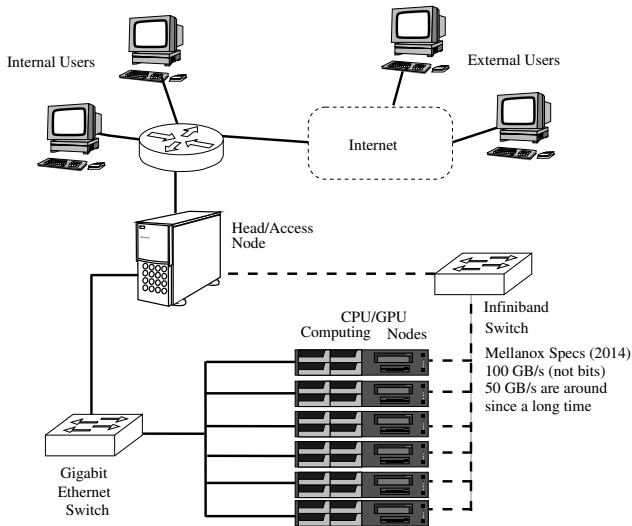 Internal Users
External Users
Internet
Head/Access
Node
Infiniband
Switch
CPU/GPU
Computing Nodes
Mellanox Specs (2014)
100 GB/s (not bits)
50 GB/s are around
since a long time
Gigabit
Ethernet
Switch